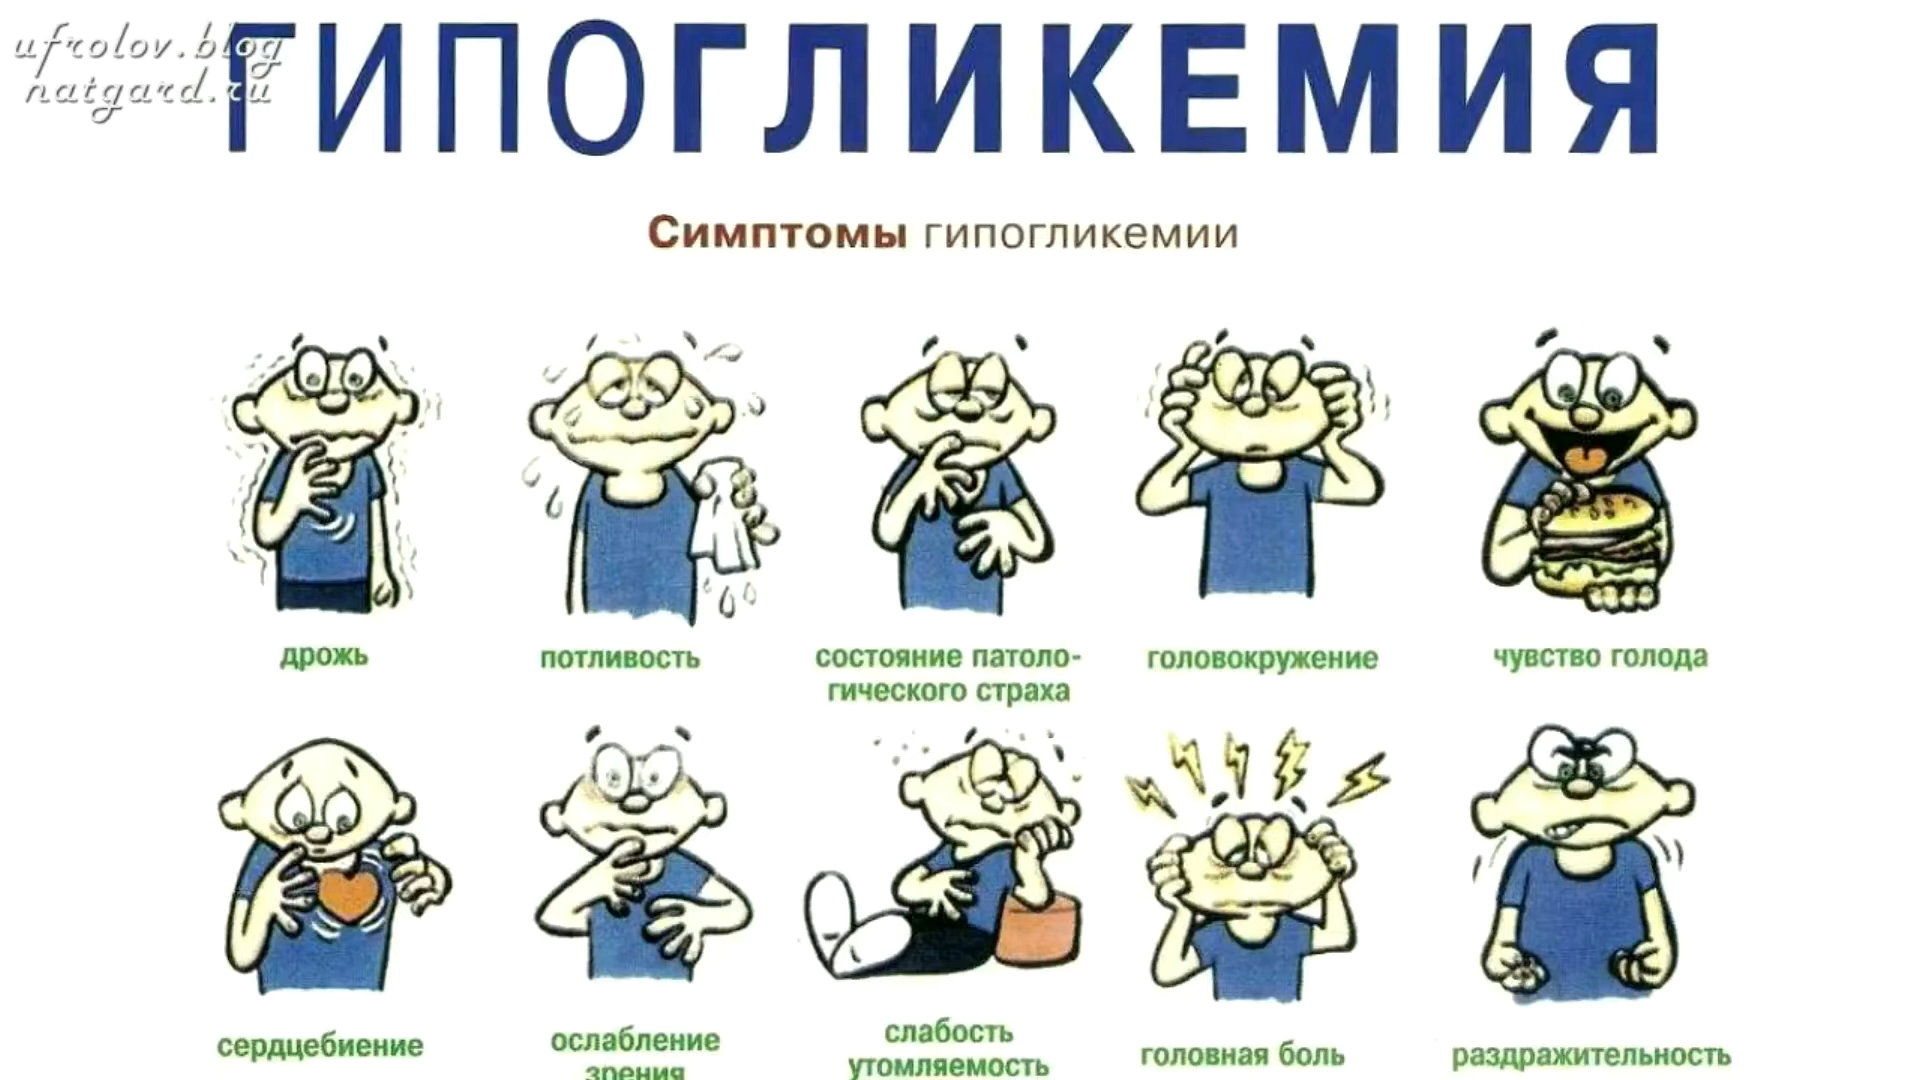 ufrolov.blog
natgard.ru
ГИПОГЛИКЕМИЯ
Симптомы гипогликемии
дрожь
потливость
состояние патоло-
гического страха
головокружение
чувство голода
сердцебиение
ослабление
зрения
слабость
утомляемость
головная боль
раздражительность